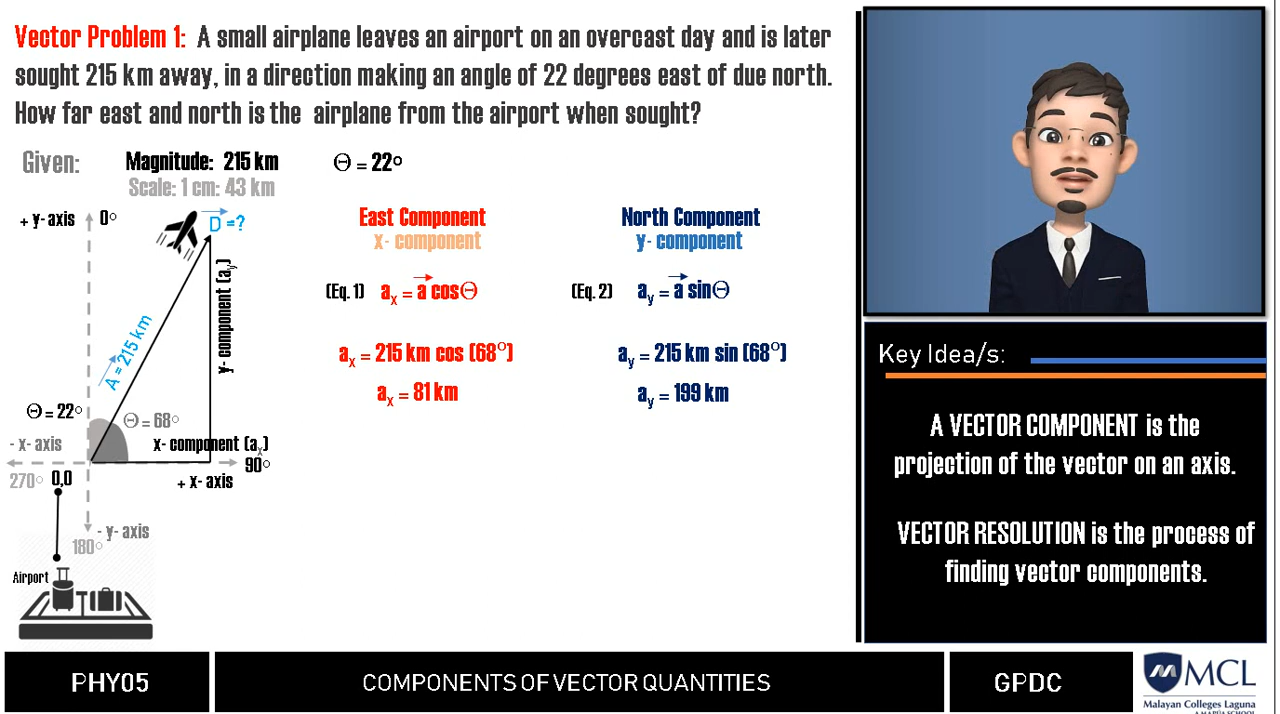 Vector Problem 1: A small airplane leaves an airport on an overcast day and is later
sought 215 km away, in a direction making an angle of 22 degrees east of due north.
How far east and north is the airplane from the airport when sought?
Given:
Magnitude: 215 km
Θ = 22°
Scale: 1 cm: 43 km
+ y- axis
0°
D =?
East Component
x- component
North Component
y- component
(Eq. 1) aₓ = a cosΘ
(Eq. 2) aᵧ = a sinΘ
y- component (aᵧ)
A = 215 km
aₓ = 215 km cos (68°)
aᵧ = 215 km sin (68°)
aₓ = 81 km
aᵧ = 199 km
Θ = 22°
Θ = 68°
- x- axis
x- component (aₓ)
90°
270°
0,0
+ x- axis
- y- axis
180°
Airport
Key Idea/s:
A VECTOR COMPONENT is the
projection of the vector on an axis.
VECTOR RESOLUTION is the process of
finding vector components.
PHY05
COMPONENTS OF VECTOR QUANTITIES
GPDC
MCL
Malayan Colleges Laguna
A MAPÚA SCHOOL